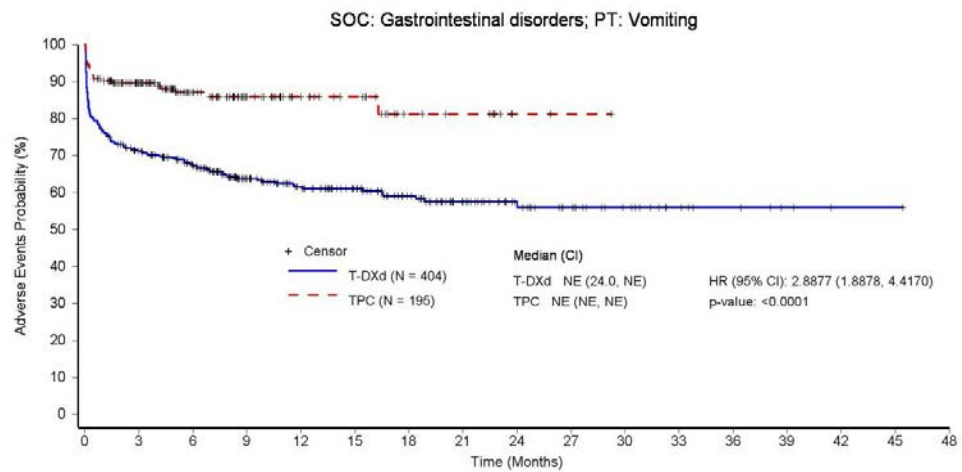 SOC: Gastrointestinal disorders; PT: Vomiting
Adverse Events Probability (%)
100
90
80
70
60
50
40
30
20
10
0
+ Censor
T-DXd (N = 404)
TPC (N = 195)
Median (CI)
T-DXd NE (24.0, NE)
TPC NE (NE, NE)
HR (95% CI): 2.8877 (1.8878, 4.4170)
p-value: <0.0001
0 3 6 9 12 15 18 21 24 27 30 33 36 39 42 45 48
Time (Months)